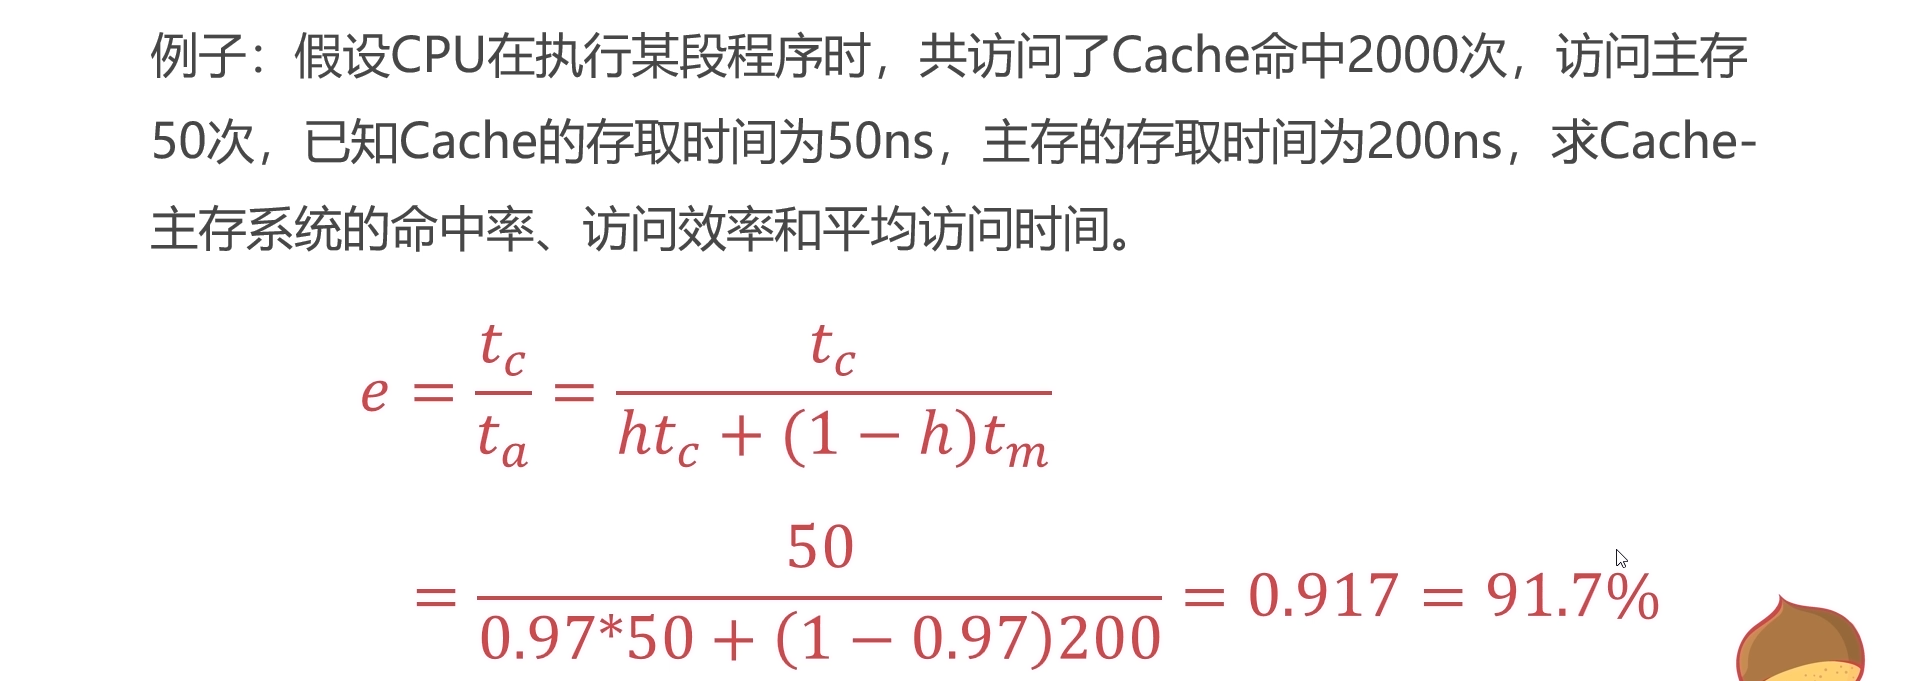 例子：假设CPU在执行某段程序时，共访问了Cache命中2000次，访问主存
50次，已知Cache的存取时间为50ns，主存的存取时间为200ns，求Cache-
主存系统的命中率、访问效率和平均访问时间。
e = t_c / t_a = t_c / (ht_c + (1 − h)t_m)
= 50 / (0.97*50 + (1 − 0.97)200) = 0.917 = 91.7%